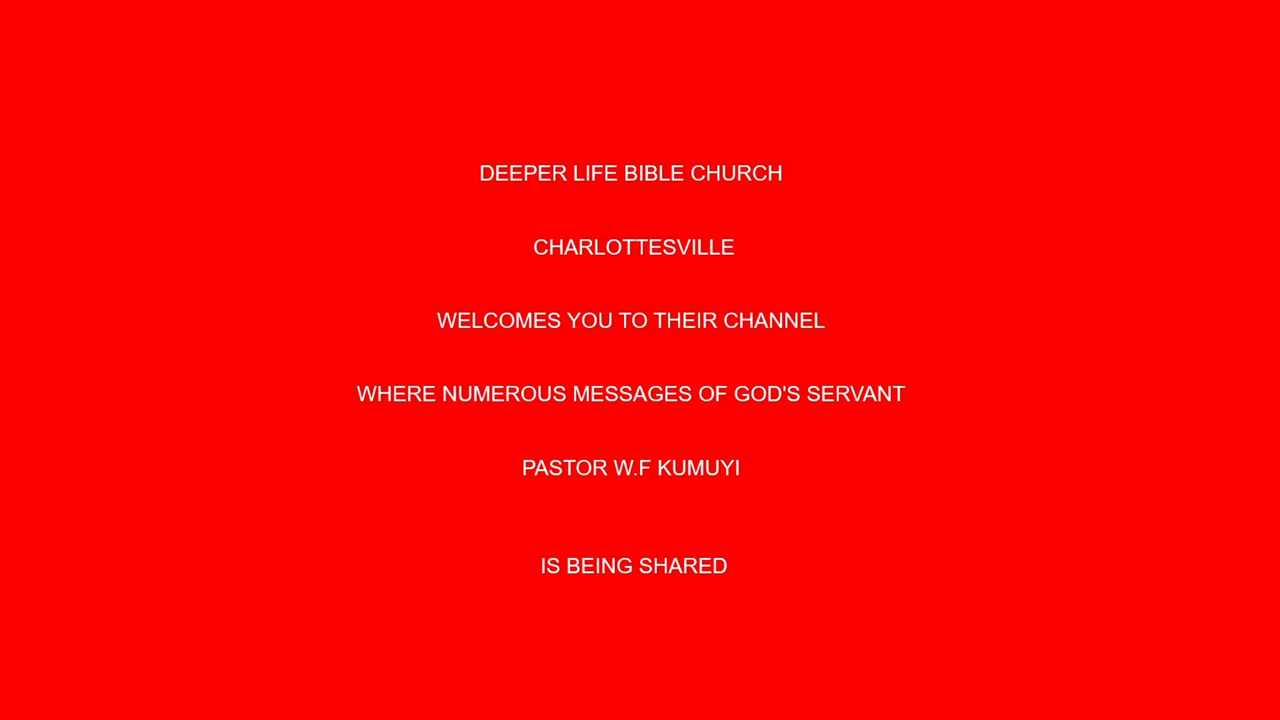 DEEPER LIFE BIBLE CHURCH
CHARLOTTESVILLE
WELCOMES YOU TO THEIR CHANNEL
WHERE NUMEROUS MESSAGES OF GOD'S SERVANT
PASTOR W.F KUMUYI
IS BEING SHARED